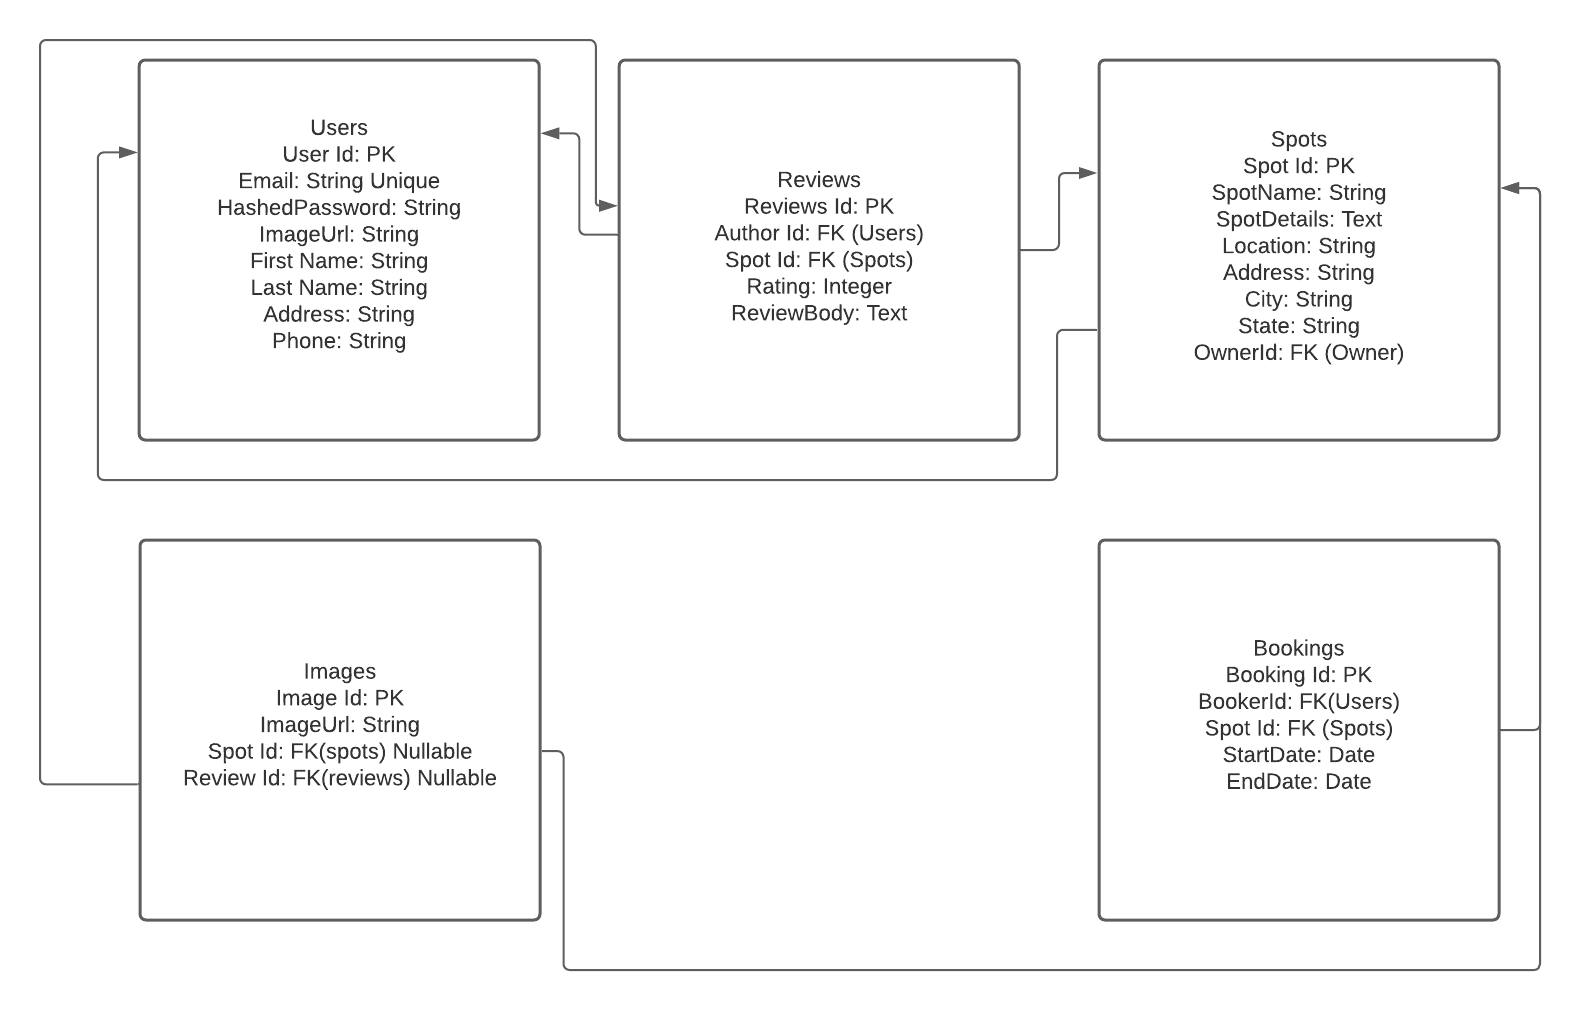 Users
User Id: PK
Email: String Unique
HashedPassword: String
ImageUrl: String
First Name: String
Last Name: String
Address: String
Phone: String
Reviews
Reviews Id: PK
Author Id: FK (Users)
Spot Id: FK (Spots)
Rating: Integer
ReviewBody: Text
Spots
Spot Id: PK
SpotName: String
SpotDetails: Text
Location: String
Address: String
City: String
State: String
OwnerId: FK (Owner)
Images
Image Id: PK
ImageUrl: String
Spot Id: FK(spots) Nullable
Review Id: FK(reviews) Nullable
Bookings
Booking Id: PK
BookerId: FK(Users)
Spot Id: FK (Spots)
StartDate: Date
EndDate: Date